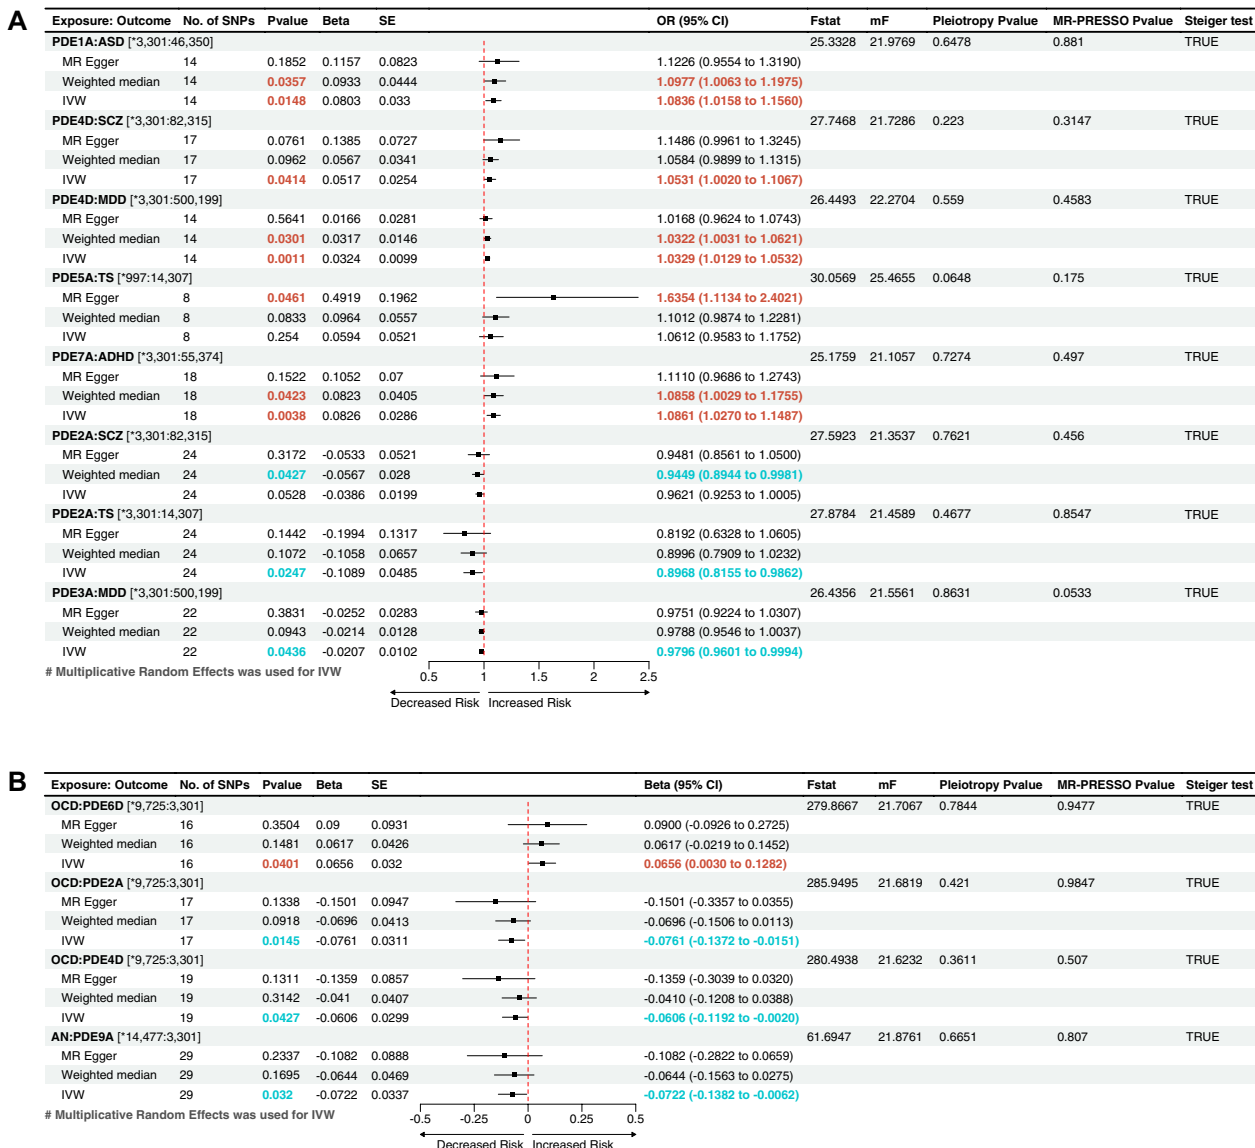 A
Exposure: Outcome No. of SNPs Pvalue Beta SE OR (95% CI) Fstat mF Pleiotropy Pvalue MR-PRESSO Pvalue Steiger test
PDE1A:ASD [*3,301:46,350] 25.3328 21.9769 0.6478 0.881 TRUE
MR Egger 14 0.1852 0.1157 0.0823 1.1226 (0.9554 to 1.3190)
Weighted median 14 0.0357 0.0933 0.0444 1.0977 (1.0063 to 1.1975)
IVW 14 0.0148 0.0803 0.033 1.0836 (1.0158 to 1.1560)
PDE4D:SCZ [*3,301:82,315] 27.7468 21.7286 0.223 0.3147 TRUE
MR Egger 17 0.0761 0.1385 0.0727 1.1486 (0.9961 to 1.3245)
Weighted median 17 0.0962 0.0567 0.0341 1.0584 (0.9899 to 1.1315)
IVW 17 0.0414 0.0517 0.0254 1.0531 (1.0020 to 1.1067)
PDE4D:MDD [*3,301:500,199] 26.4493 22.2704 0.559 0.4583 TRUE
MR Egger 14 0.5641 0.0166 0.0281 1.0168 (0.9624 to 1.0743)
Weighted median 14 0.0301 0.0317 0.0146 1.0322 (1.0031 to 1.0621)
IVW 14 0.0011 0.0324 0.0099 1.0329 (1.0129 to 1.0532)
PDE5A:TS [*997:14,307] 30.0569 25.4655 0.0648 0.175 TRUE
MR Egger 8 0.0461 0.4919 0.1962 1.6354 (1.1134 to 2.4021)
Weighted median 8 0.0833 0.0964 0.0557 1.1012 (0.9874 to 1.2281)
IVW 8 0.254 0.0594 0.0521 1.0612 (0.9583 to 1.1752)
PDE7A:ADHD [*3,301:55,374] 25.1759 21.1057 0.7274 0.497 TRUE
MR Egger 18 0.1522 0.1052 0.07 1.1110 (0.9686 to 1.2743)
Weighted median 18 0.0423 0.0823 0.0405 1.0858 (1.0029 to 1.1755)
IVW 18 0.0038 0.0826 0.0286 1.0861 (1.0270 to 1.1487)
PDE2A:SCZ [*3,301:82,315] 27.5923 21.3537 0.7621 0.456 TRUE
MR Egger 24 0.3172 -0.0533 0.0521 0.9481 (0.8561 to 1.0500)
Weighted median 24 0.0427 -0.0567 0.028 0.9449 (0.8944 to 0.9981)
IVW 24 0.0528 -0.0386 0.0199 0.9621 (0.9253 to 1.0005)
PDE2A:TS [*3,301:14,307] 27.8784 21.4589 0.4677 0.8547 TRUE
MR Egger 24 0.1442 -0.1994 0.1317 0.8192 (0.6328 to 1.0605)
Weighted median 24 0.1072 -0.1058 0.0657 0.8996 (0.7909 to 1.0232)
IVW 24 0.0247 -0.1089 0.0485 0.8968 (0.8155 to 0.9862)
PDE3A:MDD [*3,301:500,199] 26.4356 21.5561 0.8631 0.0533 TRUE
MR Egger 22 0.3831 -0.0252 0.0283 0.9751 (0.9224 to 1.0307)
Weighted median 22 0.0943 -0.0214 0.0128 0.9788 (0.9546 to 1.0037)
IVW 22 0.0436 -0.0207 0.0102 0.9796 (0.9601 to 0.9994)
# Multiplicative Random Effects was used for IVW
0.5 1 1.5 2 2.5
Decreased Risk Increased Risk
B
Exposure: Outcome No. of SNPs Pvalue Beta SE Beta (95% CI) Fstat mF Pleiotropy Pvalue MR-PRESSO Pvalue Steiger test
OCD:PDE6D [*9,725:3,301] 279.8667 21.7067 0.7844 0.9477 TRUE
MR Egger 16 0.3504 0.09 0.0931 0.0900 (-0.0926 to 0.2725)
Weighted median 16 0.1481 0.0617 0.0426 0.0617 (-0.0219 to 0.1452)
IVW 16 0.0401 0.0656 0.032 0.0656 (0.0030 to 0.1282)
OCD:PDE2A [*9,725:3,301] 285.9495 21.6819 0.421 0.9847 TRUE
MR Egger 17 0.1338 -0.1501 0.0947 -0.1501 (-0.3357 to 0.0355)
Weighted median 17 0.0918 -0.0696 0.0413 -0.0696 (-0.1506 to 0.0113)
IVW 17 0.0145 -0.0761 0.0311 -0.0761 (-0.1372 to -0.0151)
OCD:PDE4D [*9,725:3,301] 280.4938 21.6232 0.3611 0.507 TRUE
MR Egger 19 0.1311 -0.1359 0.0857 -0.1359 (-0.3039 to 0.0320)
Weighted median 19 0.3142 -0.041 0.0407 -0.0410 (-0.1208 to 0.0388)
IVW 19 0.0427 -0.0606 0.0299 -0.0606 (-0.1192 to -0.0020)
AN:PDE9A [*14,477:3,301] 61.6947 21.8761 0.6651 0.807 TRUE
MR Egger 29 0.2337 -0.1082 0.0888 -0.1082 (-0.2822 to 0.0659)
Weighted median 29 0.1695 -0.0644 0.0469 -0.0644 (-0.1563 to 0.0275)
IVW 29 0.032 -0.0722 0.0337 -0.0722 (-0.1382 to -0.0062)
# Multiplicative Random Effects was used for IVW
-0.5 -0.25 0 0.25 0.5
Decreased Risk Increased Risk